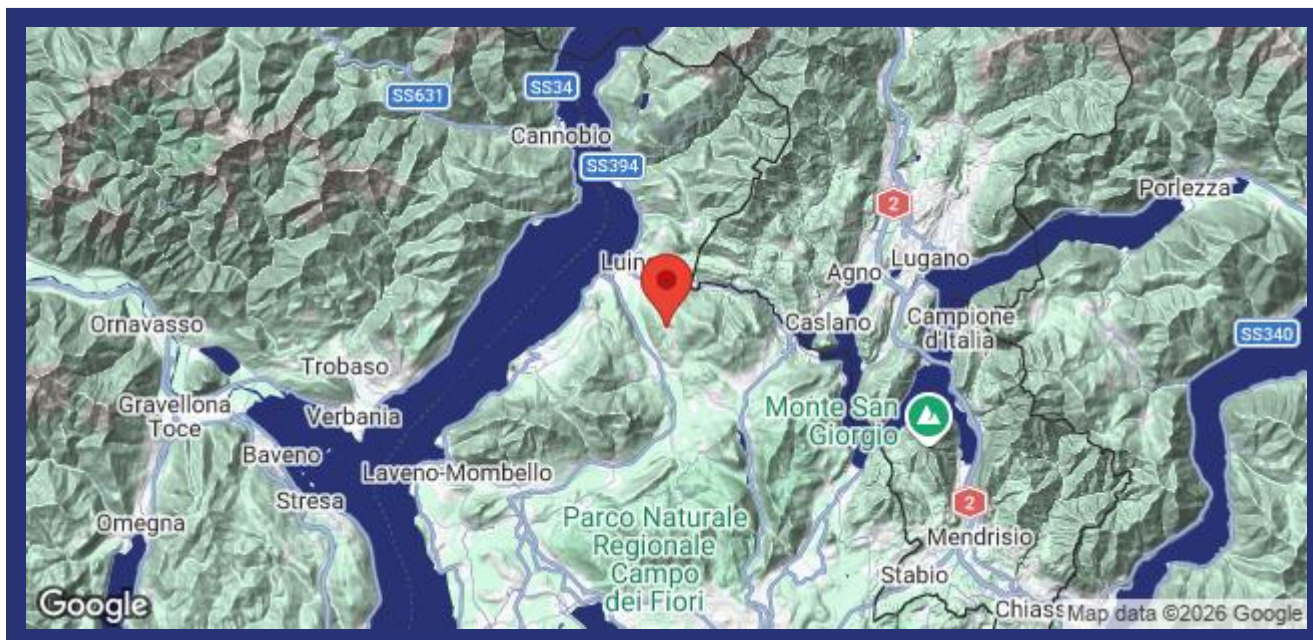 SS631
SS34
Cannobio
SS394
Porlezza
2
Luin
Agno
Lugano
Ornavasso
Caslano
Campione
d'Italia
SS340
Trobaso
Gravellona
Toce
Verbania
Monte San
Giorgio
Baveno
Laveno-Mombello
Stresa
2
Omegna
Parco Naturale
Regionale
Campo
dei Fiori
Mendrisio
Stabio
Chiass
Google
Map data ©2026 Google